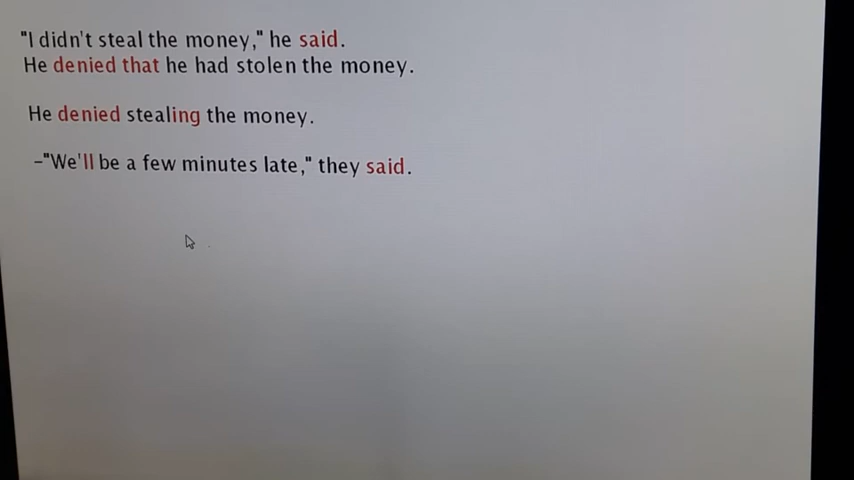 "I didn't steal the money," he said.
He denied that he had stolen the money.
He denied stealing the money.
-"We'll be a few minutes late," they said.